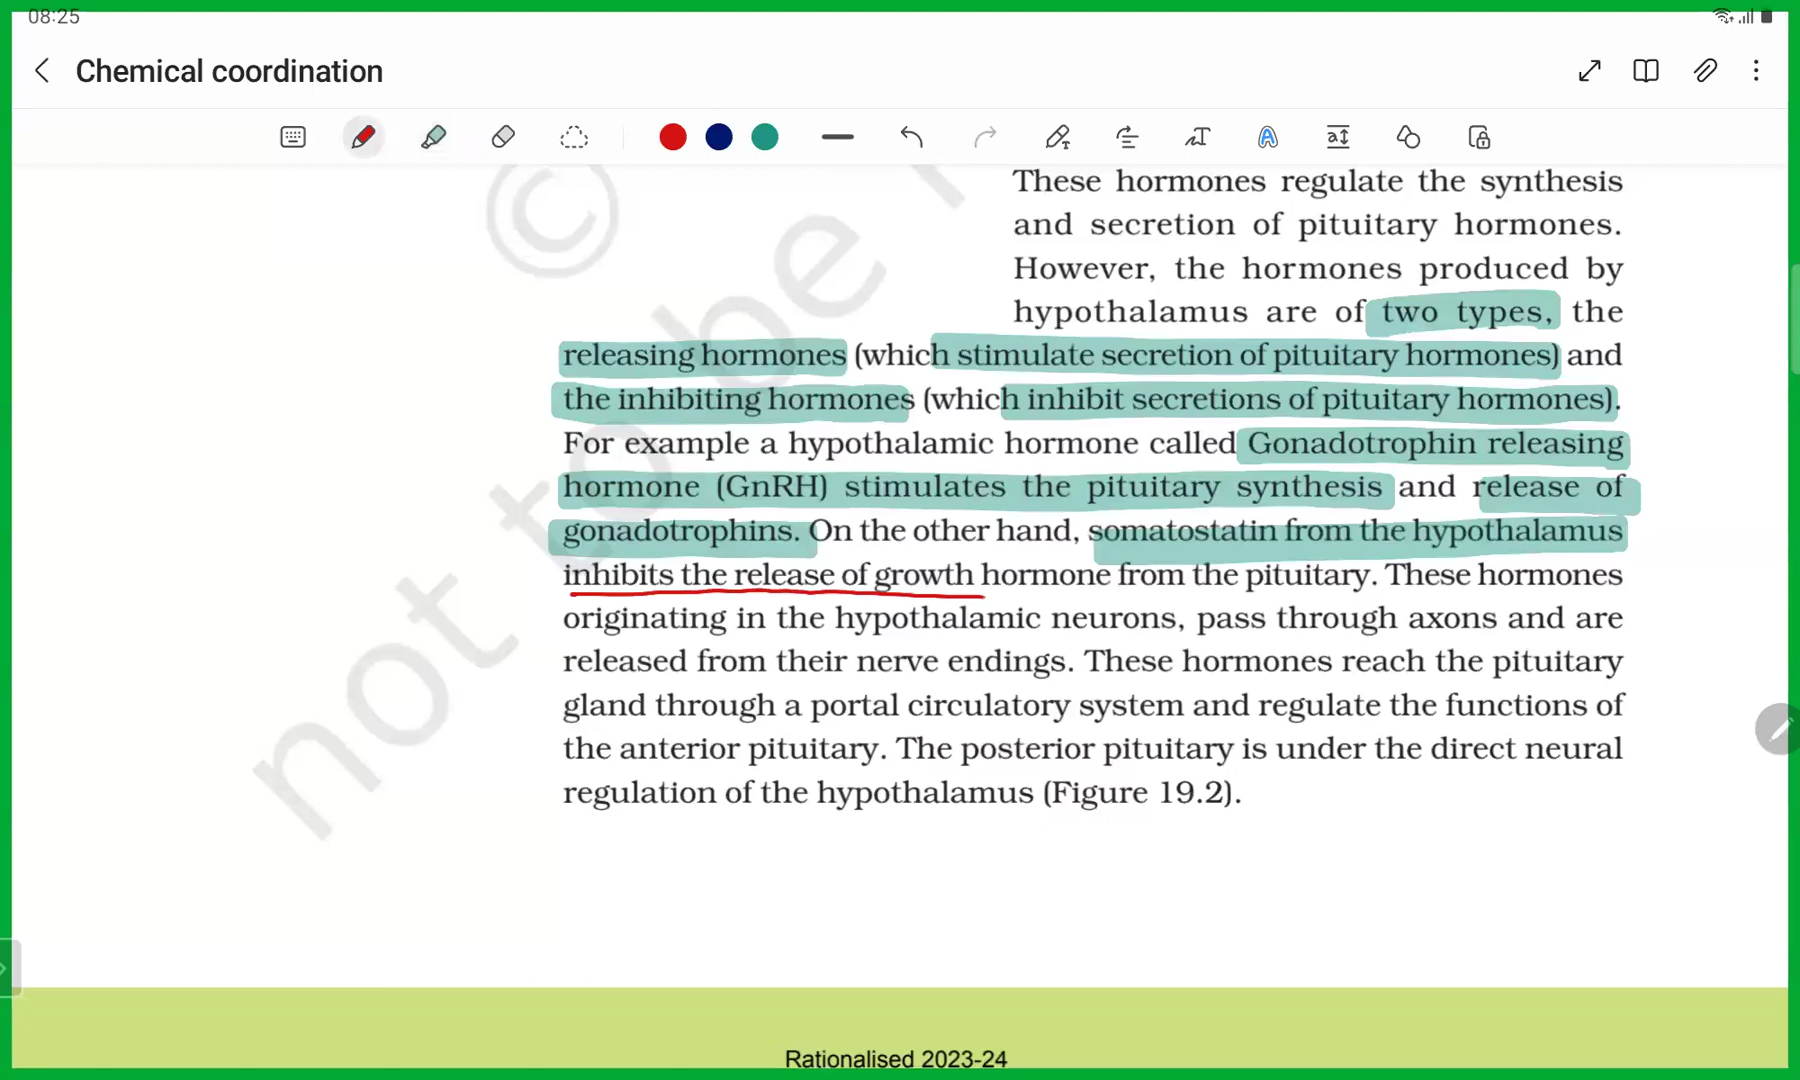 08:25
Chemical coordination
These hormones regulate the synthesis
and secretion of pituitary hormones.
However, the hormones produced by
hypothalamus are of two types, the
releasing hormones (which stimulate secretion of pituitary hormones) and
the inhibiting hormones (which inhibit secretions of pituitary hormones).
For example a hypothalamic hormone called Gonadotrophin releasing
hormone (GnRH) stimulates the pituitary synthesis and release of
gonadotrophins. On the other hand, somatostatin from the hypothalamus
inhibits the release of growth hormone from the pituitary. These hormones
originating in the hypothalamic neurons, pass through axons and are
released from their nerve endings. These hormones reach the pituitary
gland through a portal circulatory system and regulate the functions of
the anterior pituitary. The posterior pituitary is under the direct neural
regulation of the hypothalamus (Figure 19.2).
©
not to be
Rationalised 2023-24